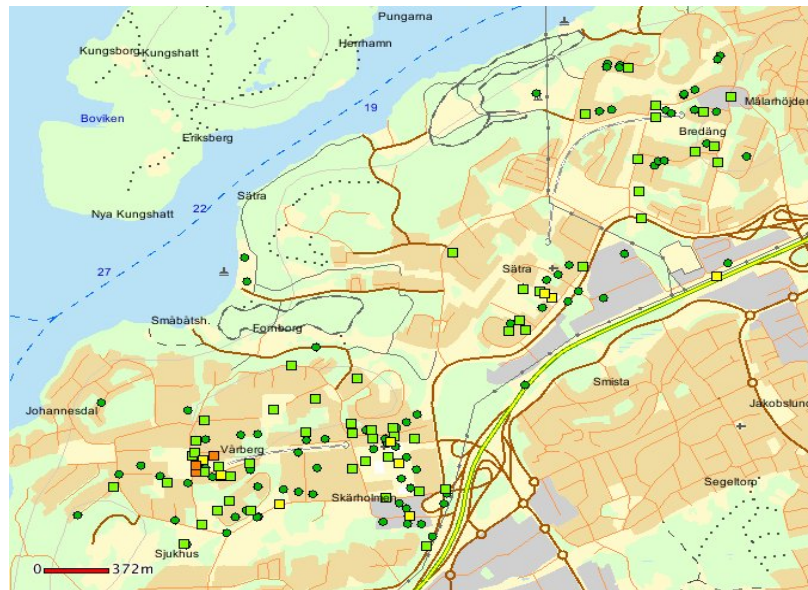 Pungarna
Kungsborg
Kungshatt
Herrhamn
19
Mälarhöjden
Boviken
Bredäng
Eriksberg
Sätra
22
Nya Kungshatt
27
Sätra
Småbåtsh.
Fornborg
Smista
Jakobslund
Johannesdal
Vårberg
Segeltorp
Skärholmen
Sjukhus
0 372m